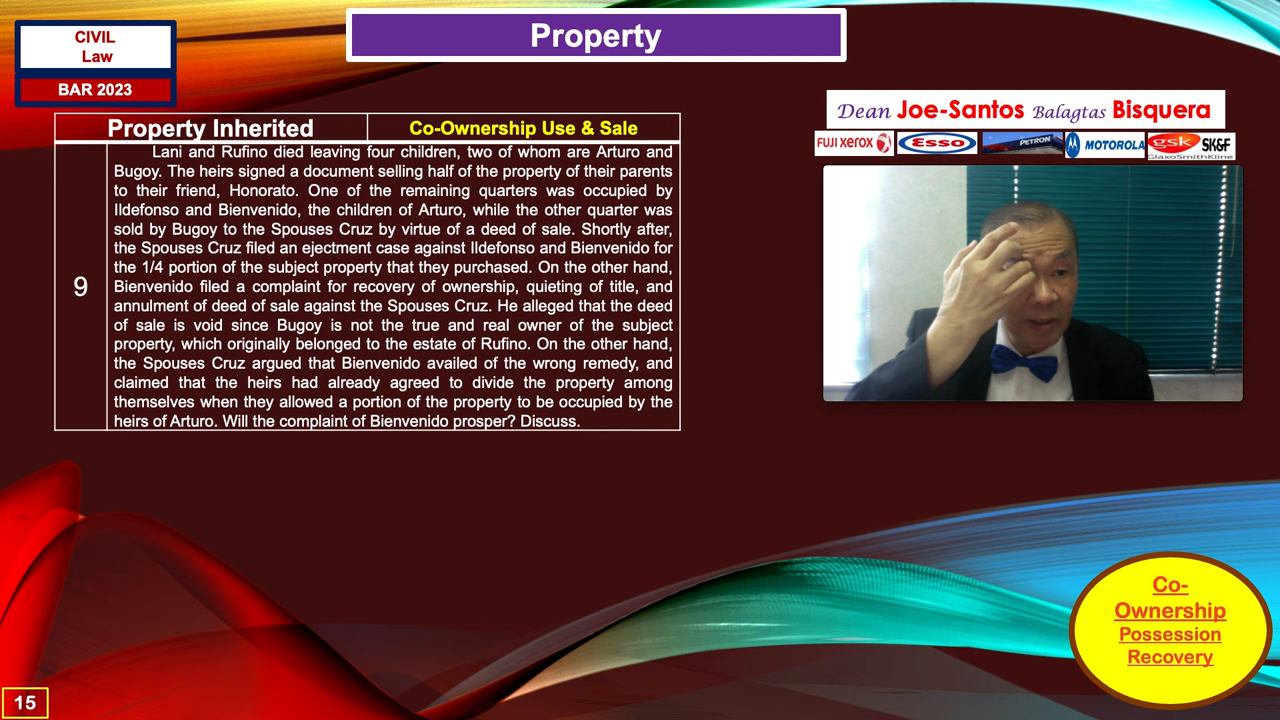 CIVIL
Law
BAR 2023
Property
Dean Joe-Santos Balagtas Bisquera
FUJI XEROX
Esso
PETRON
MOTOROLA
gsk
GlaxoSmithKline
SK&F
Property Inherited
Co-Ownership Use & Sale
9
Lani and Rufino died leaving four children, two of whom are Arturo and
Bugoy. The heirs signed a document selling half of the property of their parents
to their friend, Honorato. One of the remaining quarters was occupied by
Ildefonso and Bienvenido, the children of Arturo, while the other quarter was
sold by Bugoy to the Spouses Cruz by virtue of a deed of sale. Shortly after,
the Spouses Cruz filed an ejectment case against Ildefonso and Bienvenido for
the 1/4 portion of the subject property that they purchased. On the other hand,
Bienvenido filed a complaint for recovery of ownership, quieting of title, and
annulment of deed of sale against the Spouses Cruz. He alleged that the deed
of sale is void since Bugoy is not the true and real owner of the subject
property, which originally belonged to the estate of Rufino. On the other hand,
the Spouses Cruz argued that Bienvenido availed of the wrong remedy, and
claimed that the heirs had already agreed to divide the property among
themselves when they allowed a portion of the property to be occupied by the
heirs of Arturo. Will the complaint of Bienvenido prosper? Discuss.
Co-
Ownership
Possession
Recovery
15